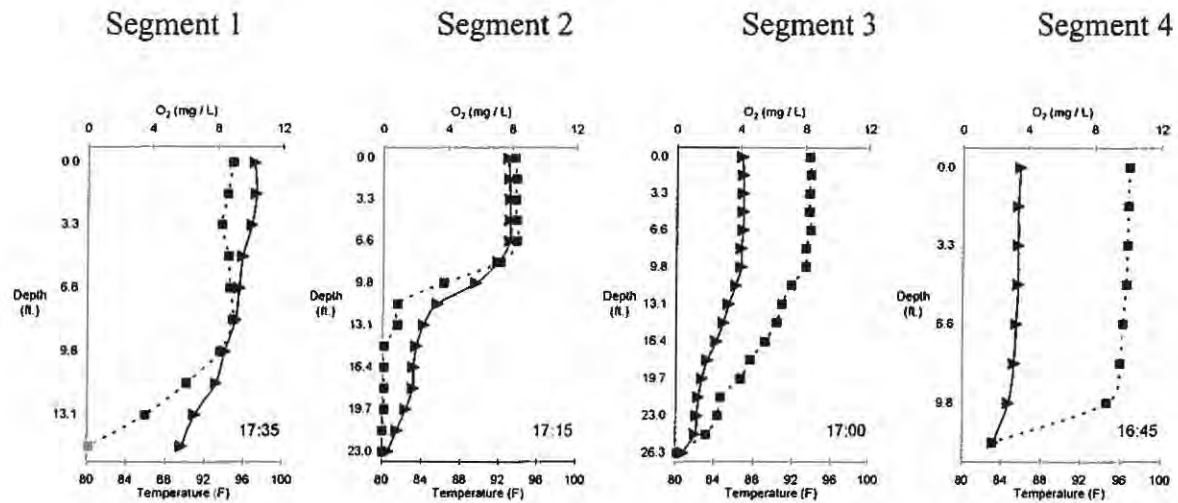 Segment 1 Segment 2 Segment 3 Segment 4
O2 (mg / L) O2 (mg / L) O2 (mg / L) O2 (mg / L)
0 4 8 12 0 4 8 12 0 4 8 12 0 4 8 12
Depth (ft.)
0.0
3.3
6.6
9.8
13.1
17:35
80 84 92 96 100
Temperature (F)
Depth (ft.)
0.0
3.3
6.6
9.8
13.1
16.4
19.7
23.0
17:15
80 84 92 96 100
Temperature (F)
Depth (ft.)
0.0
3.3
6.6
9.8
13.1
16.4
19.7
23.0
26.3
17:00
80 84 92 96 100
Temperature (F)
Depth (ft.)
0.0
3.3
6.6
9.8
16:45
80 84 92 96 100
Temperature (F)